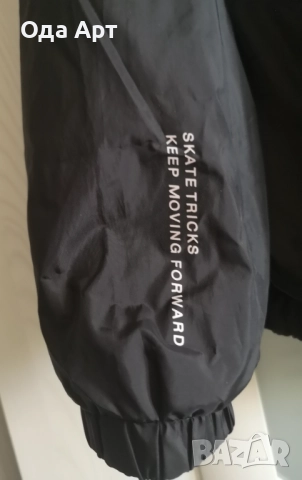 Ода Арт
SKATE TRICKS
KEEP MOVING FORWARD
BAZAR